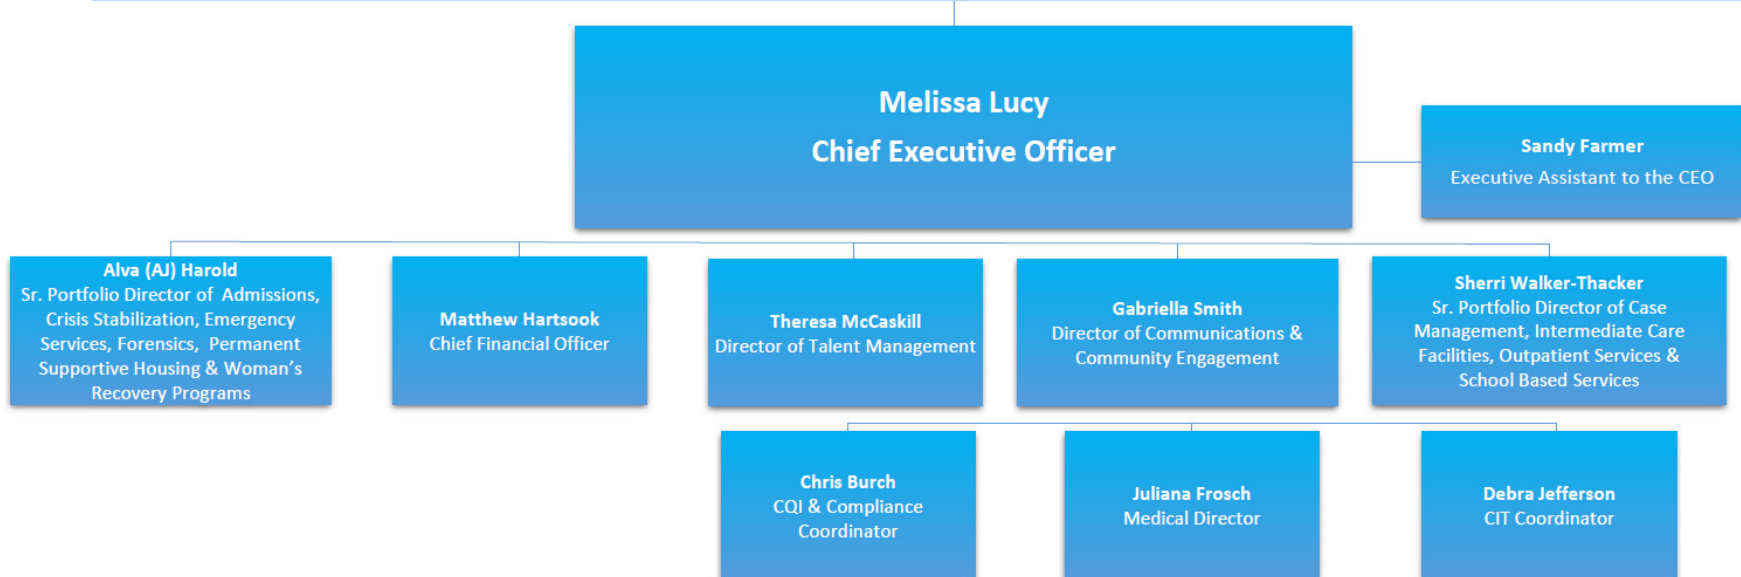 Melissa Lucy
Chief Executive Officer
Sandy Farmer
Executive Assistant to the CEO
Alva (AJ) Harold
Sr. Portfolio Director of Admissions,
Crisis Stabilization, Emergency
Services, Forensics, Permanent
Supportive Housing & Woman's
Recovery Programs
Matthew Hartsook
Chief Financial Officer
Theresa McCaskill
Director of Talent Management
Gabriella Smith
Director of Communications &
Community Engagement
Sherri Walker-Thacker
Sr. Portfolio Director of Case
Management, Intermediate Care
Facilities, Outpatient Services &
School Based Services
Chris Burch
CQI & Compliance
Coordinator
Juliana Frosch
Medical Director
Debra Jefferson
CIT Coordinator